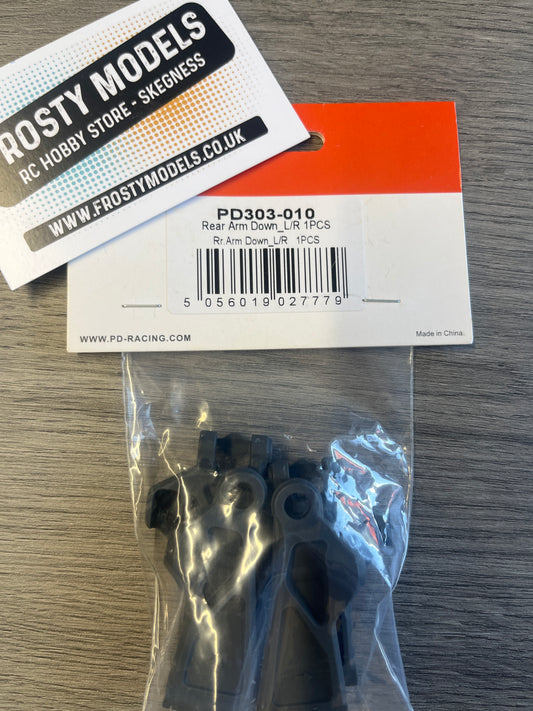 ROSTY MODELS
RC HOBBY STORE - SKEGNESS
WWW.FROSTYMODELS.CO.UK
PD303-010
Rear Arm Down_L/R 1PCS
Rr.Arm Down_L/R 1PCS
5 056019 027779
WWW.PD-RACING.COM
Made in China.